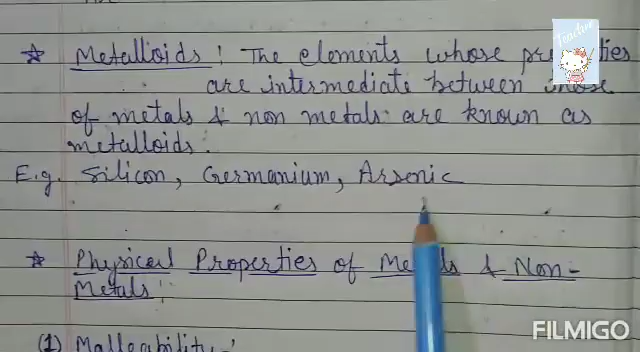 Teacher
☆ Metalloids : The elements whose properties
are intermediate between those
of metals & non metals are known as
metalloids.
E.g. Silicon, Germanium, Arsenic
☆ Physical Properties of Metals & Non-
Metals :
(1) Malleability -:
FILMIGO